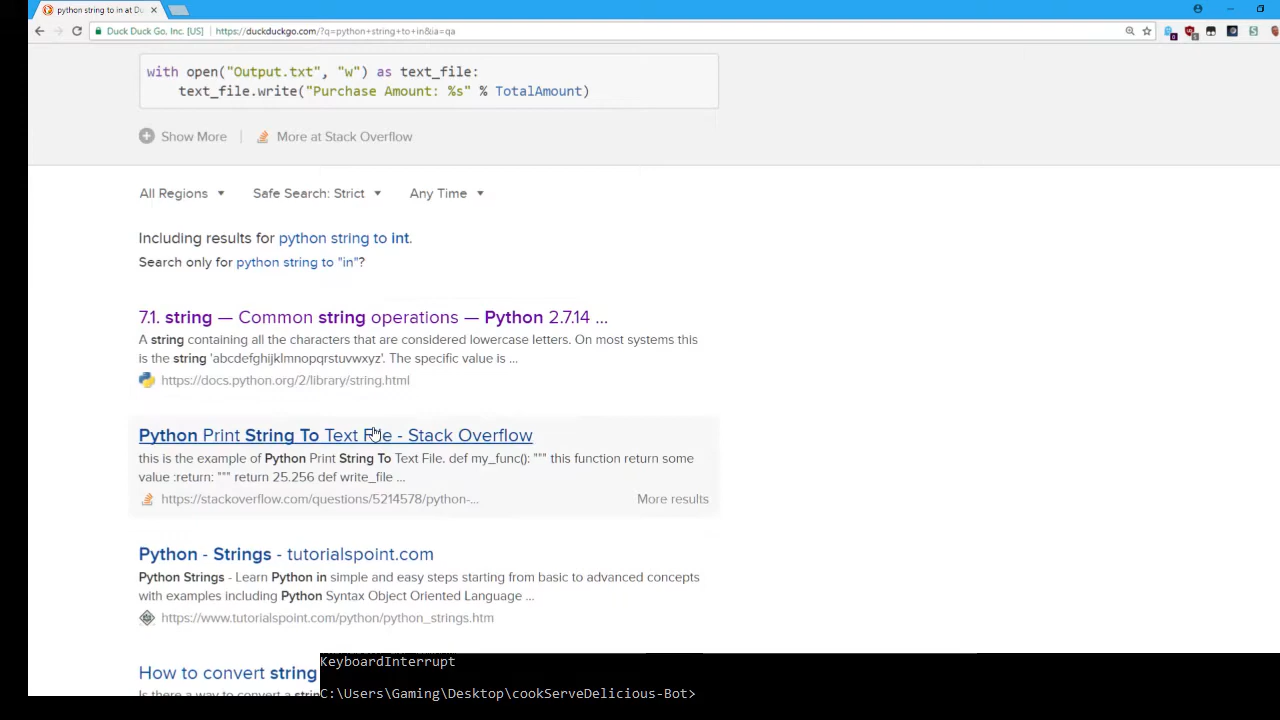 python string to in at Du
Duck Duck Go, Inc. [US]
https://duckduckgo.com/?q=python+string+to+in&ia=qa
with open("Output.txt", "w") as text_file:
text_file.write("Purchase Amount: %s" % TotalAmount)
Show More | More at Stack Overflow
All Regions Safe Search: Strict Any Time
Including results for python string to int.
Search only for python string to "in"?
7.1. string — Common string operations — Python 2.7.14 ...
A string containing all the characters that are considered lowercase letters. On most systems this
is the string 'abcdefghijklmnopqrstuvwxyz'. The specific value is ...
https://docs.python.org/2/library/string.html
Python Print String To Text File - Stack Overflow
this is the example of Python Print String To Text File. def my_func(): """ this function return some
value :return: """ return 25.256 def write_file ...
https://stackoverflow.com/questions/5214578/python-...
More results
Python - Strings - tutorialspoint.com
Python Strings - Learn Python in simple and easy steps starting from basic to advanced concepts
with examples including Python Syntax Object Oriented Language ...
https://www.tutorialspoint.com/python/python_strings.htm
How to convert string
Is there a way to convert a
KeyboardInterrupt
C:\Users\Gaming\Desktop\cookServeDelicious-Bot>